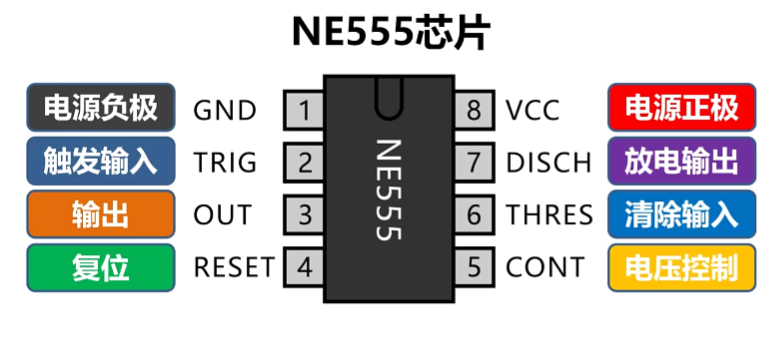 NE555芯片
电源负极 GND 1 8 VCC 电源正极
触发输入 TRIG 2 7 DISCH 放电输出
输出 OUT 3 6 THRES 清除输入
复位 RESET 4 5 CONT 电压控制
NE555